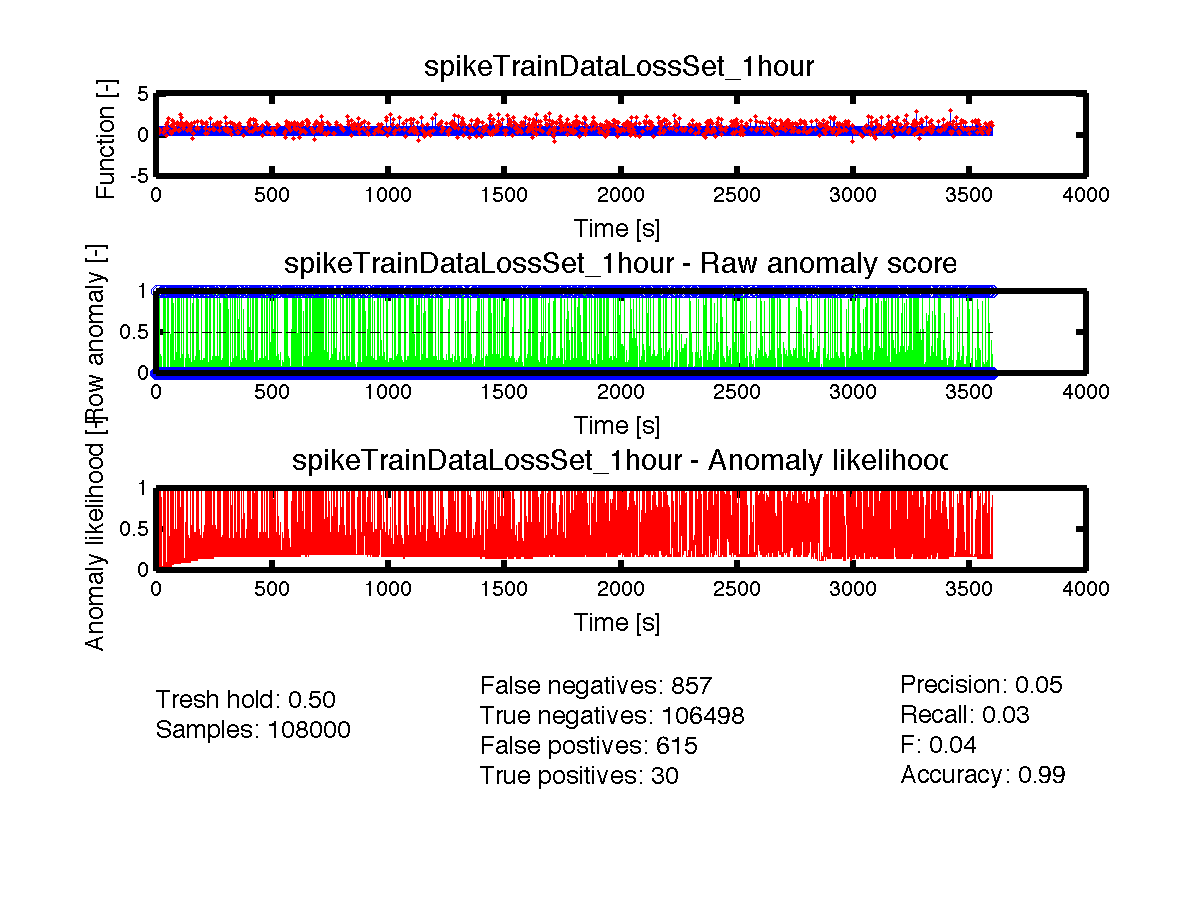 spikeTrainDataLossSet_1hour
Function [-]
5
0
-5
0 500 1000 1500 2000 2500 3000 3500 4000
Time [s]
spikeTrainDataLossSet_1hour - Raw anomaly score
Row anomaly [-]
1
0.5
0
0 500 1000 1500 2000 2500 3000 3500 4000
Time [s]
spikeTrainDataLossSet_1hour - Anomaly likelihood
Anomaly likelihood [-]
1
0.5
0
0 500 1000 1500 2000 2500 3000 3500 4000
Time [s]
Tresh hold: 0.50
Samples: 108000
False negatives: 857
True negatives: 106498
False postives: 615
True positives: 30
Precision: 0.05
Recall: 0.03
F: 0.04
Accuracy: 0.99